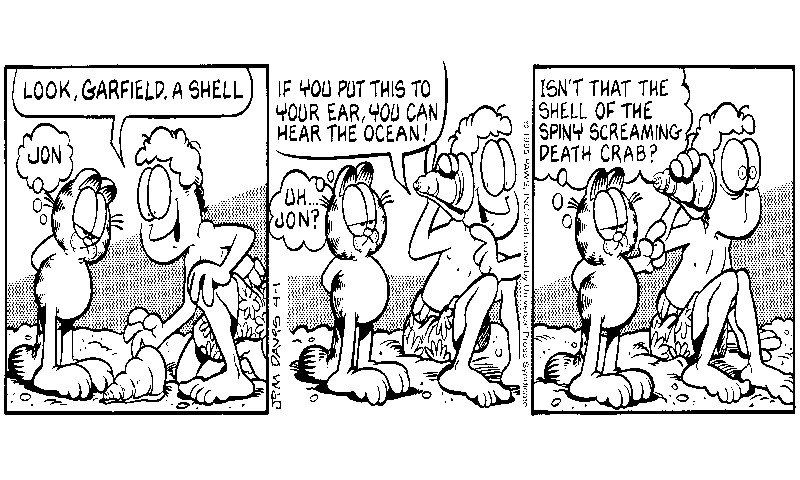 LOOK, GARFIELD. A SHELL
JON
IF YOU PUT THIS TO
YOUR EAR, YOU CAN
HEAR THE OCEAN!
UH...
JON?
ISN'T THAT THE
SHELL OF THE
SPINY SCREAMING
DEATH CRAB?
JIM DAVIS 4-1